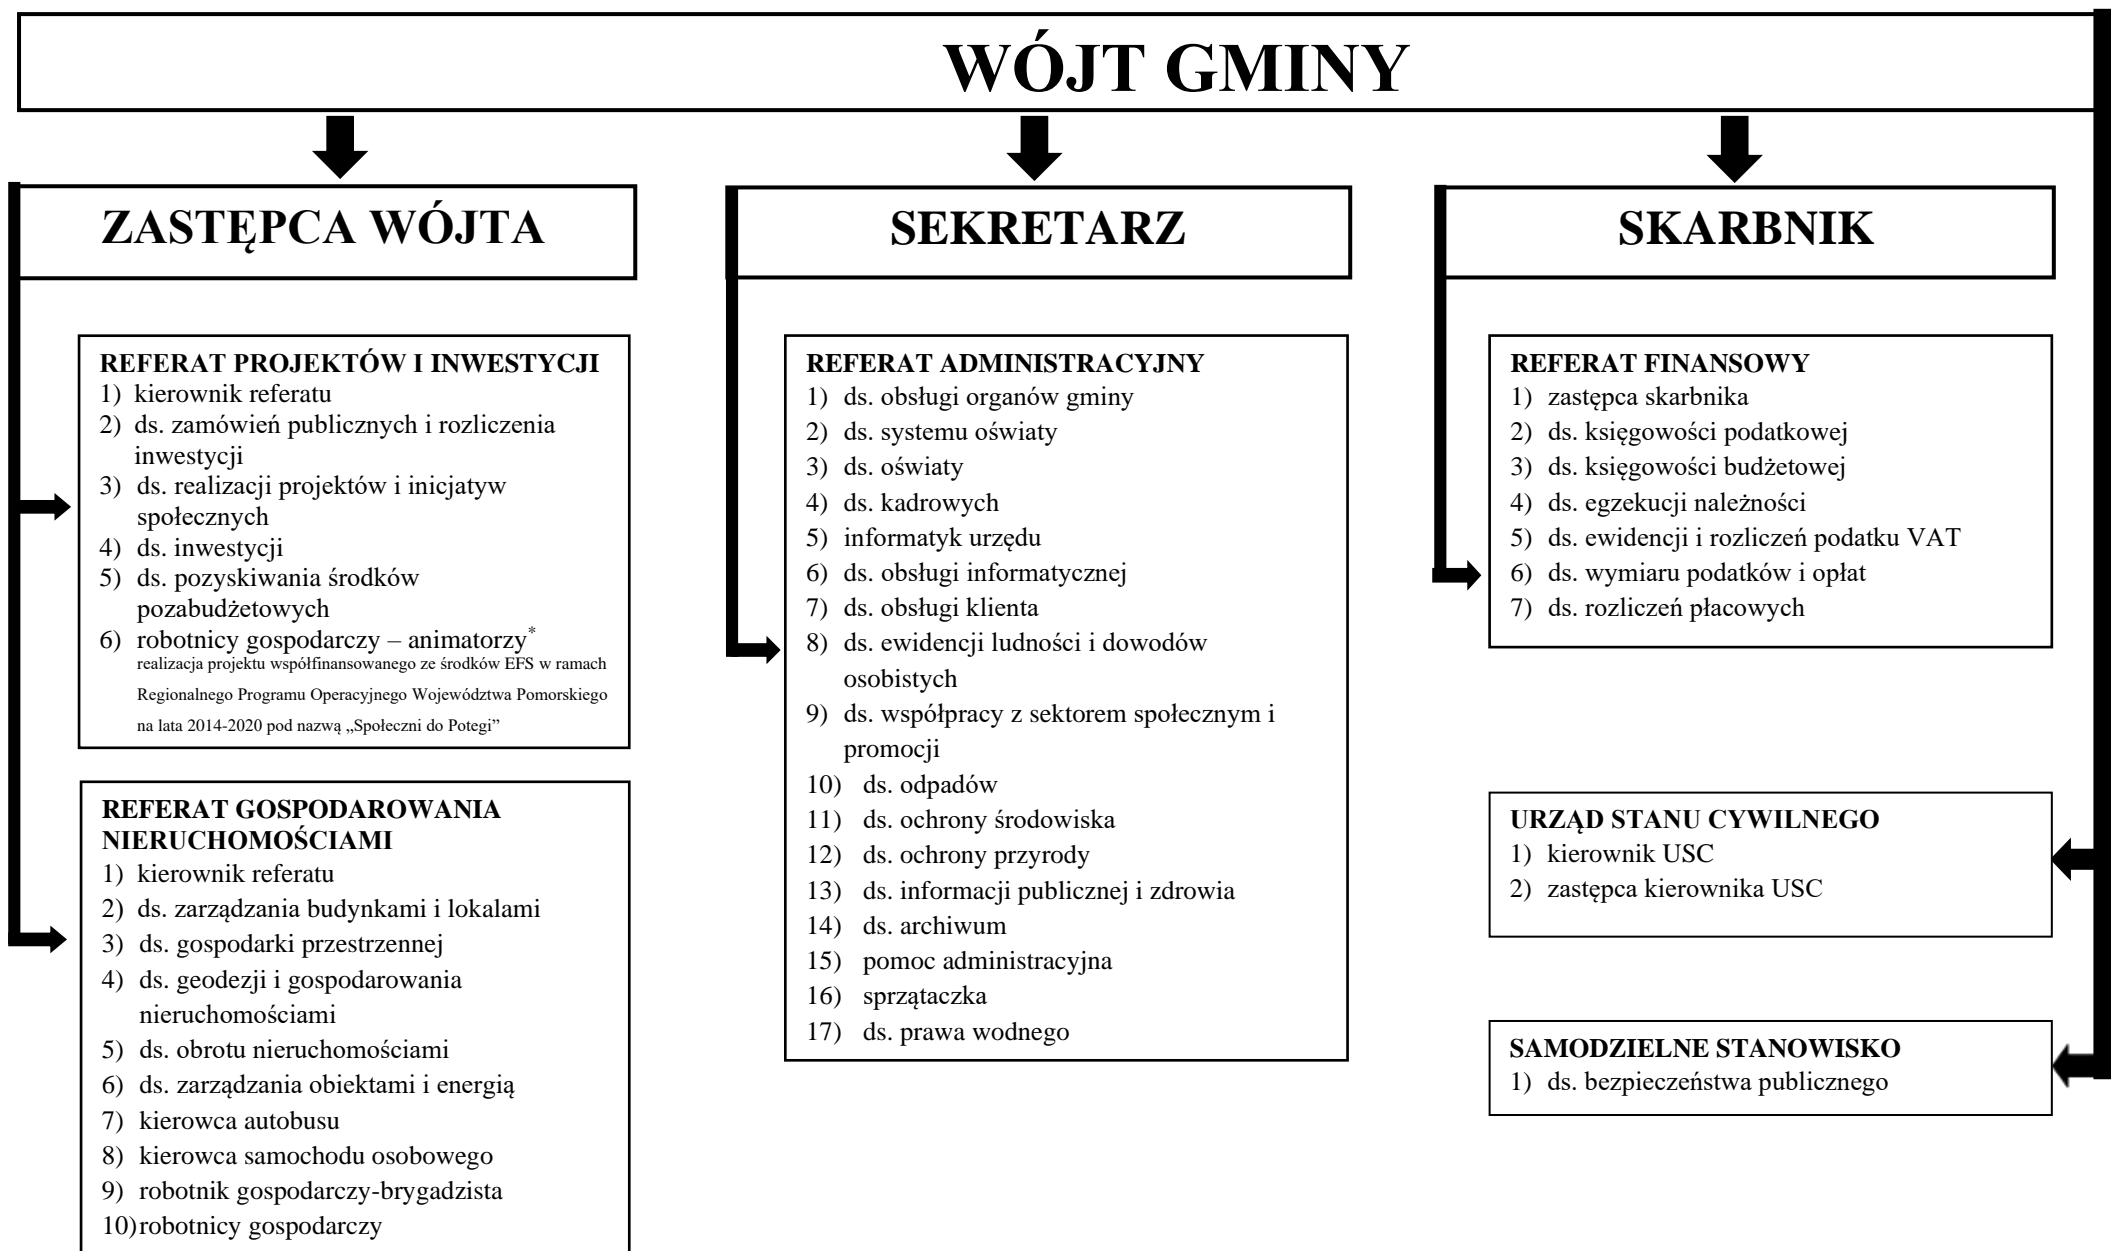 WÓJT GMINY
ZASTĘPCA WÓJTA
REFERAT PROJEKTÓW I INWESTYCJI
1) kierownik referatu
2) ds. zamówień publicznych i rozliczenia
inwestycji
3) ds. realizacji projektów i inicjatyw
społecznych
4) ds. inwestycji
5) ds. pozyskiwania środków
pozabudżetowych
6) robotnicy gospodarczy – animatorzy*
realizacja projektu współfinansowanego ze środków EFS w ramach
Regionalnego Programu Operacyjnego Województwa Pomorskiego
na lata 2014-2020 pod nazwą „Społeczni do Potegi”
REFERAT GOSPODAROWANIA
NIERUCHOMOŚCIAMI
1) kierownik referatu
2) ds. zarządzania budynkami i lokalami
3) ds. gospodarki przestrzennej
4) ds. geodezji i gospodarowania
nieruchomościami
5) ds. obrotu nieruchomościami
6) ds. zarządzania obiektami i energią
7) kierowca autobusu
8) kierowca samochodu osobowego
9) robotnik gospodarczy-brygadzista
10) robotnicy gospodarczy
SEKRETARZ
REFERAT ADMINISTRACYJNY
1) ds. obsługi organów gminy
2) ds. systemu oświaty
3) ds. oświaty
4) ds. kadrowych
5) informatyk urzędu
6) ds. obsługi informatycznej
7) ds. obsługi klienta
8) ds. ewidencji ludności i dowodów
osobistych
9) ds. współpracy z sektorem społecznym i
promocji
10) ds. odpadów
11) ds. ochrony środowiska
12) ds. ochrony przyrody
13) ds. informacji publicznej i zdrowia
14) ds. archiwum
15) pomoc administracyjna
16) sprzątaczka
17) ds. prawa wodnego
SKARBNIK
REFERAT FINANSOWY
1) zastępca skarbnika
2) ds. księgowości podatkowej
3) ds. księgowości budżetowej
4) ds. egzekucji należności
5) ds. ewidencji i rozliczeń podatku VAT
6) ds. wymiaru podatków i opłat
7) ds. rozliczeń płacowych
URZĄD STANU CYWILNEGO
1) kierownik USC
2) zastępca kierownika USC
SAMODZIELNE STANOWISKO
1) ds. bezpieczeństwa publicznego